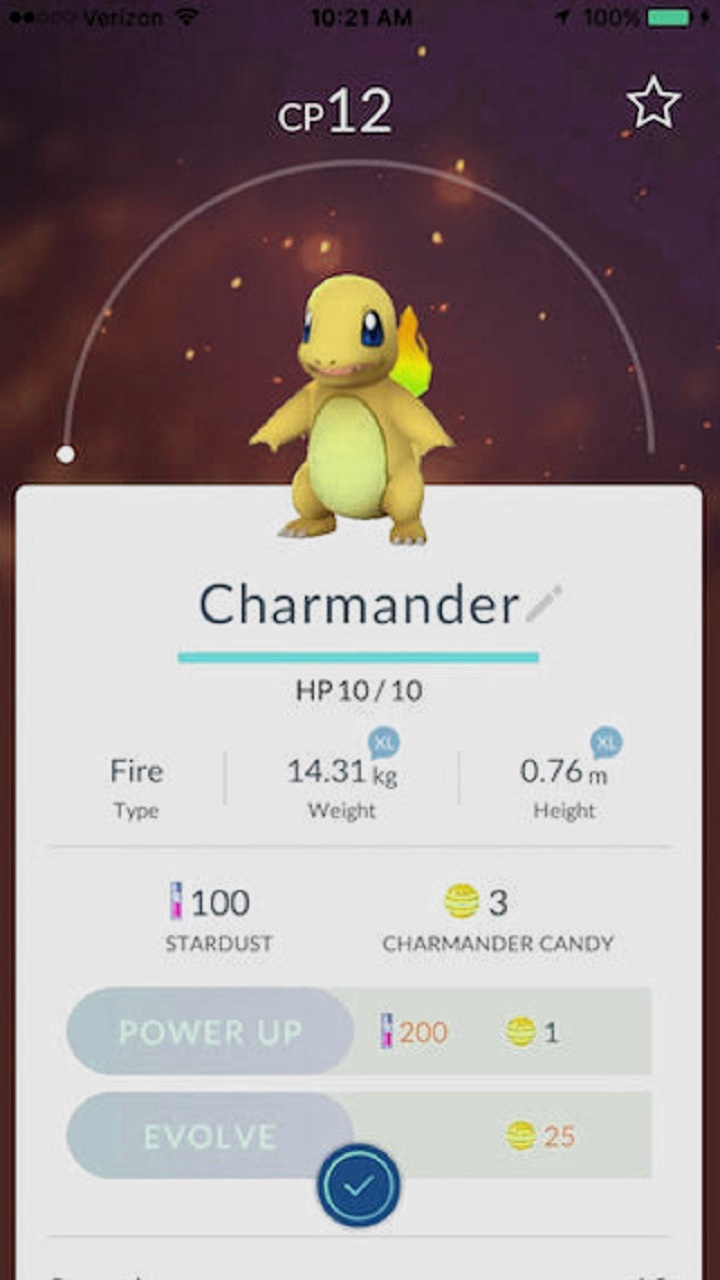 Verizon 10:21 AM 100%
CP12
Charmander
HP 10 / 10
XL XL
Fire 14.31 kg 0.76 m
Type Weight Height
100 3
STARDUST CHARMANDER CANDY
POWER UP 200 1
EVOLVE 25